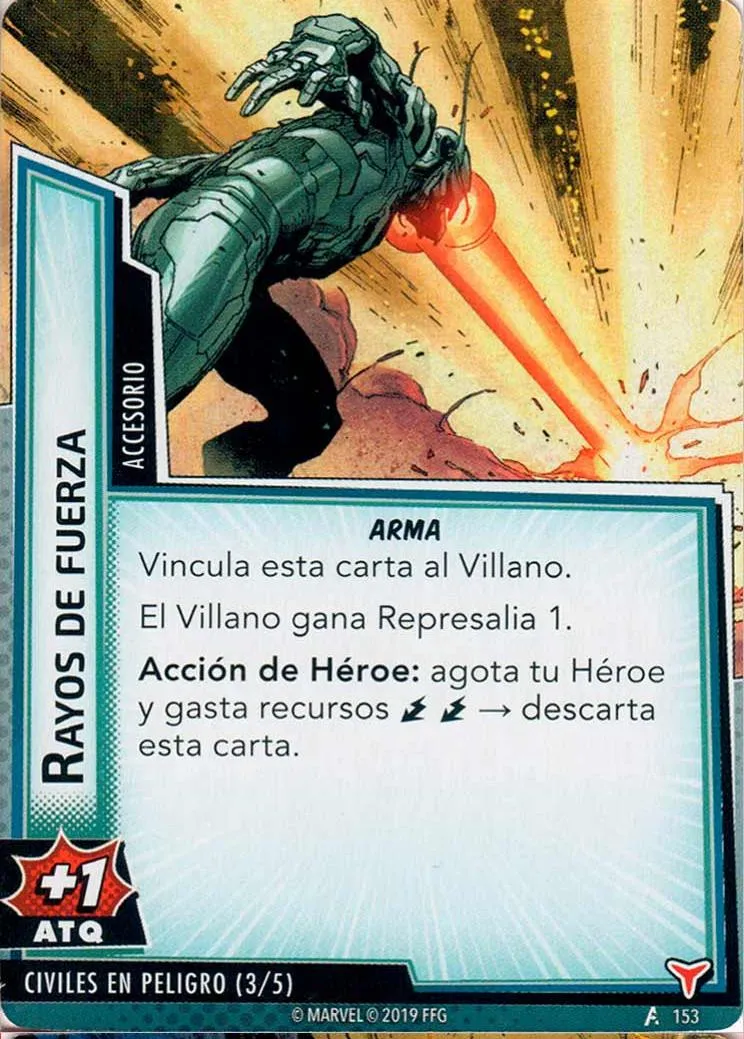 ACCESORIO
RAYOS DE FUERZA
ARMA
Vincula esta carta al Villano.
El Villano gana Represalia 1.
Acción de Héroe: agota tu Héroe
y gasta recursos → descarta
esta carta.
+1
ATQ
CIVILES EN PELIGRO (3/5)
© MARVEL © 2019 FFG
153